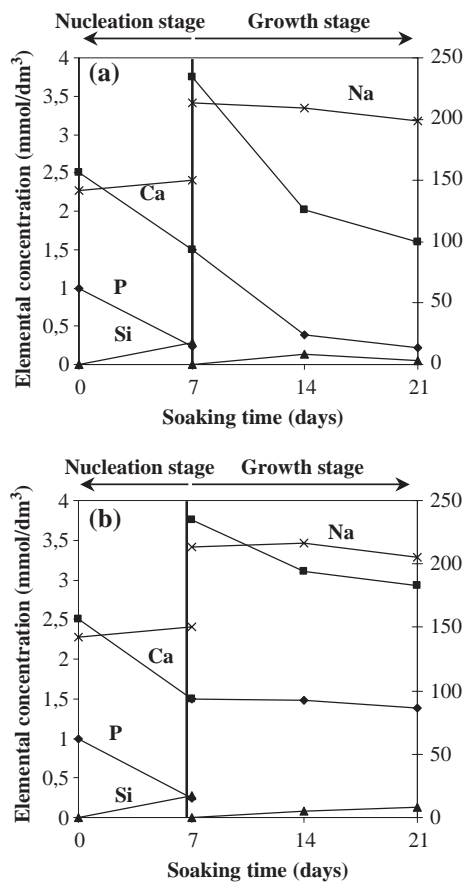 Nucleation stage Growth stage
(a)
Elemental concentration (mmol/dm³)
4
3,5
3
2,5
2
1,5
1
0,5
0
250
200
150
100
50
0
Na
Ca
P
Si
0 7 14 21
Soaking time (days)
Nucleation stage Growth stage
(b)
Elemental concentration (mmol/dm³)
4
3,5
3
2,5
2
1,5
1
0,5
0
250
200
150
100
50
0
Na
Ca
P
Si
0 7 14 21
Soaking time (days)